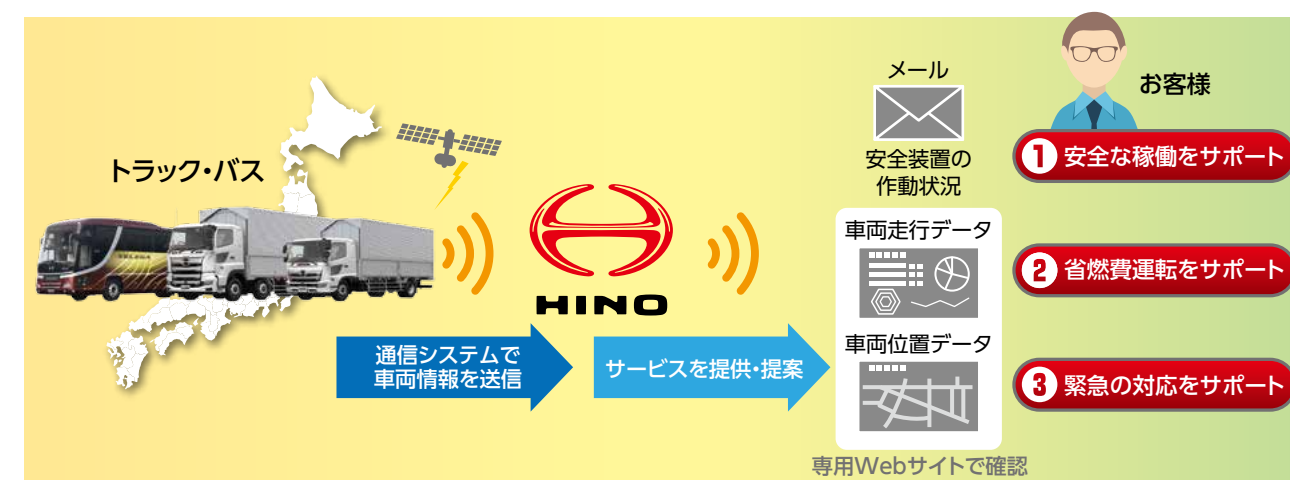 トラック・バス
HINO
通信システムで
車両情報を送信
サービスを提供・提案
メール
安全装置の
作動状況
車両走行データ
車両位置データ
専用Webサイトで確認
お客様
1 安全な稼働をサポート
2 省燃費運転をサポート
3 緊急の対応をサポート